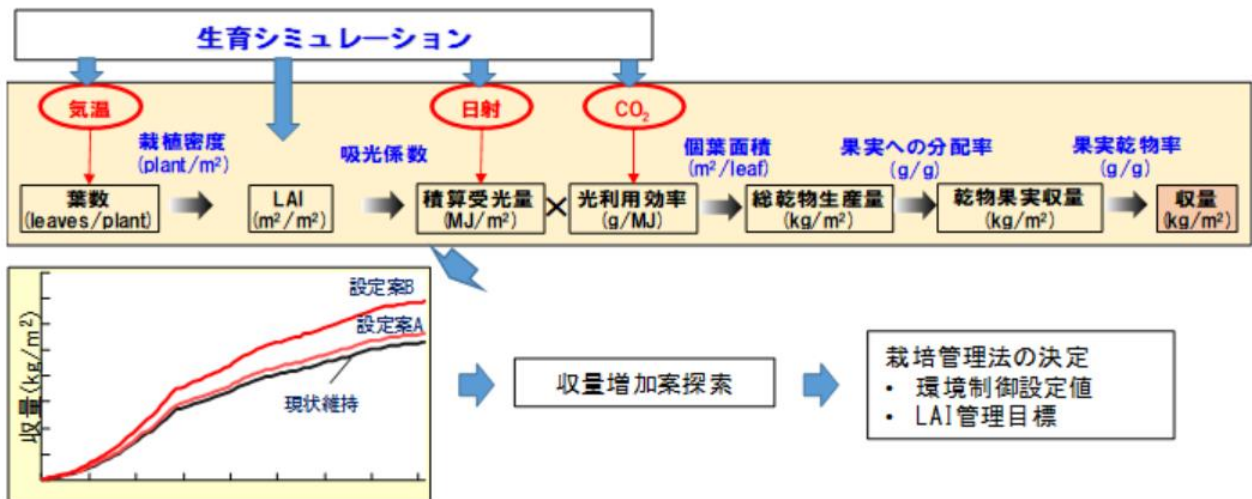 生育シミュレーション
気温
日射
CO₂
栽植密度
(plant/m²)
吸光係数
個葉面積
(m²/leaf)
果実への分配率
(g/g)
果実乾物率
(g/g)
葉数
(leaves/plant)
LAI
(m²/m²)
積算受光量
(MJ/m²)
×
光利用効率
(g/MJ)
総乾物生産量
(kg/m²)
乾物果実収量
(kg/m²)
収量
(kg/m²)
収量(kg/m²)
設定案B
設定案A
現状維持
収量増加案探索
栽培管理法の決定
• 環境制御設定値
• LAI管理目標